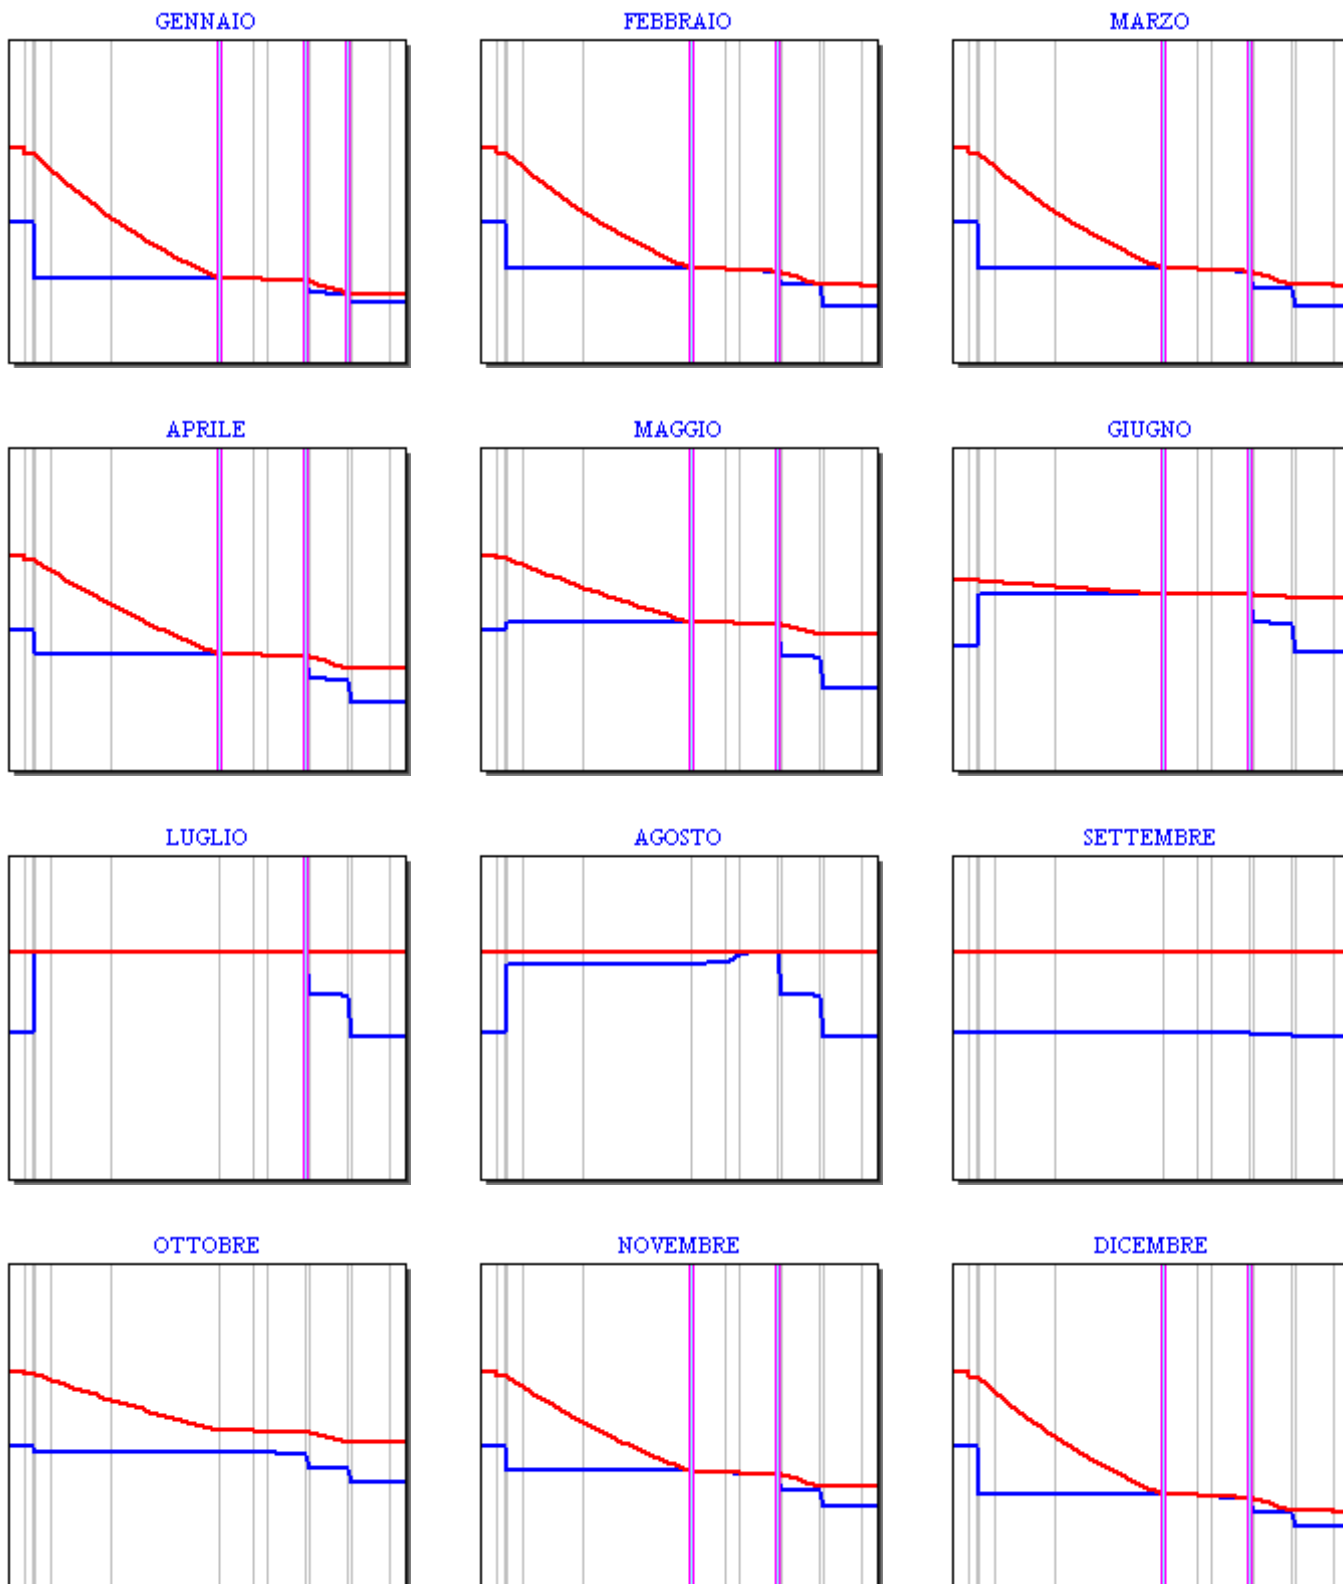 GENNAIO
FEBBRAIO
MARZO
APRILE
MAGGIO
GIUGNO
LUGLIO
AGOSTO
SETTEMBRE
OTTOBRE
NOVEMBRE
DICEMBRE